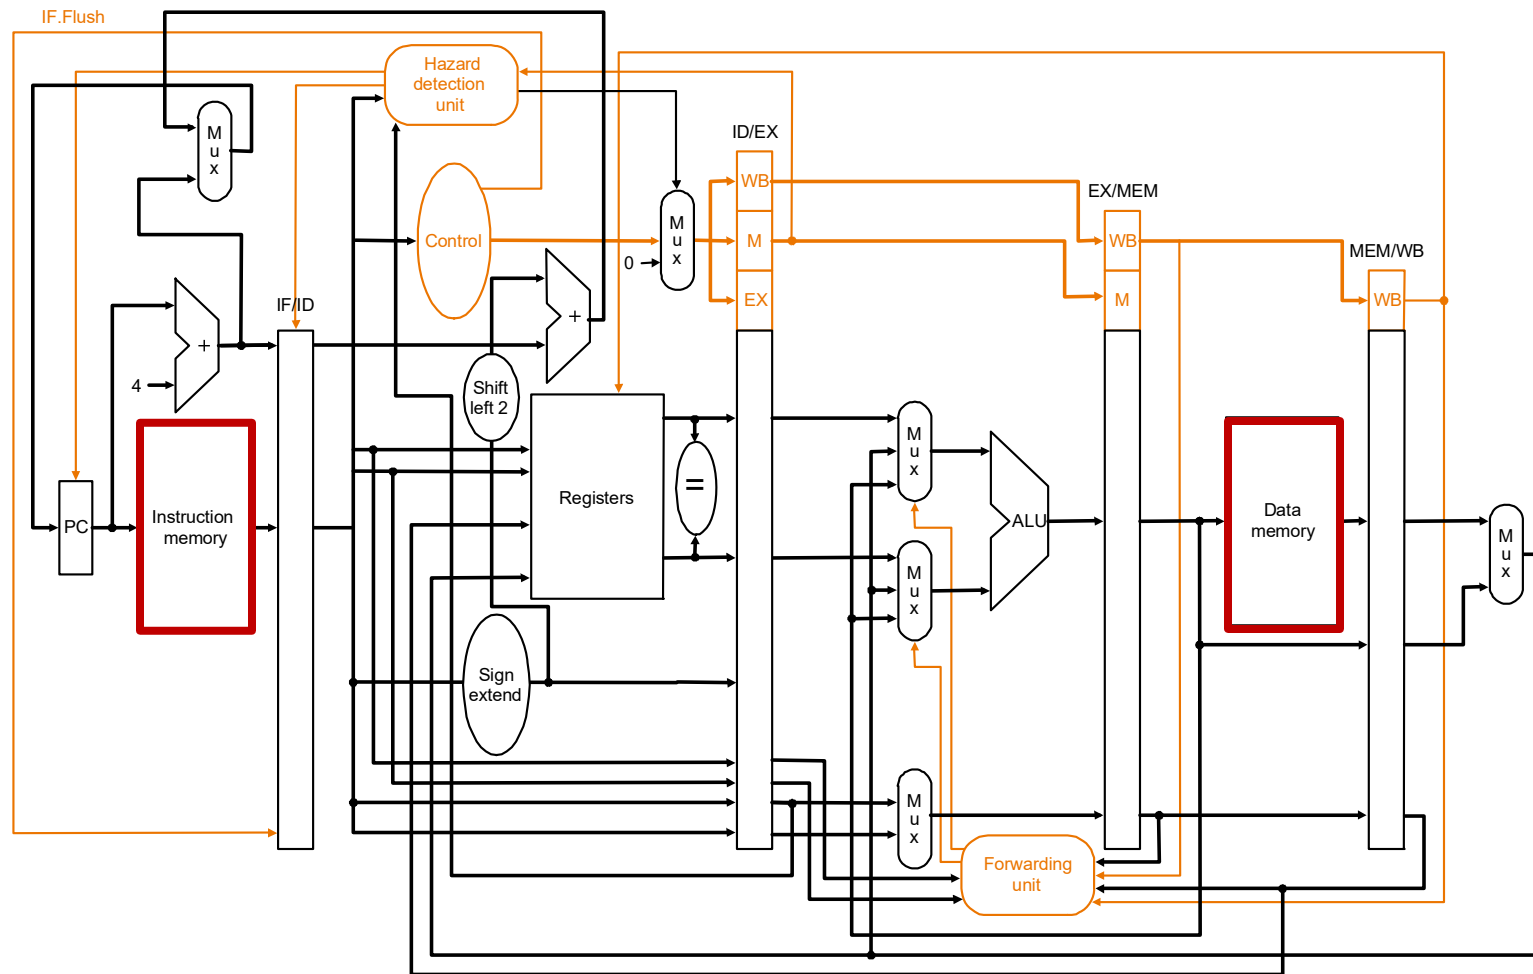 IF.Flush
Hazard
detection
unit
M
u
x
ID/EX
WB
EX/MEM
Control
M
u
x
M
WB
MEM/WB
0
EX
M
WB
IF/ID
+
+
4
Shift
left 2
M
u
x
=
Registers
PC
Instruction
memory
ALU
Data
memory
M
u
x
M
u
x
Sign
extend
M
u
x
Forwarding
unit